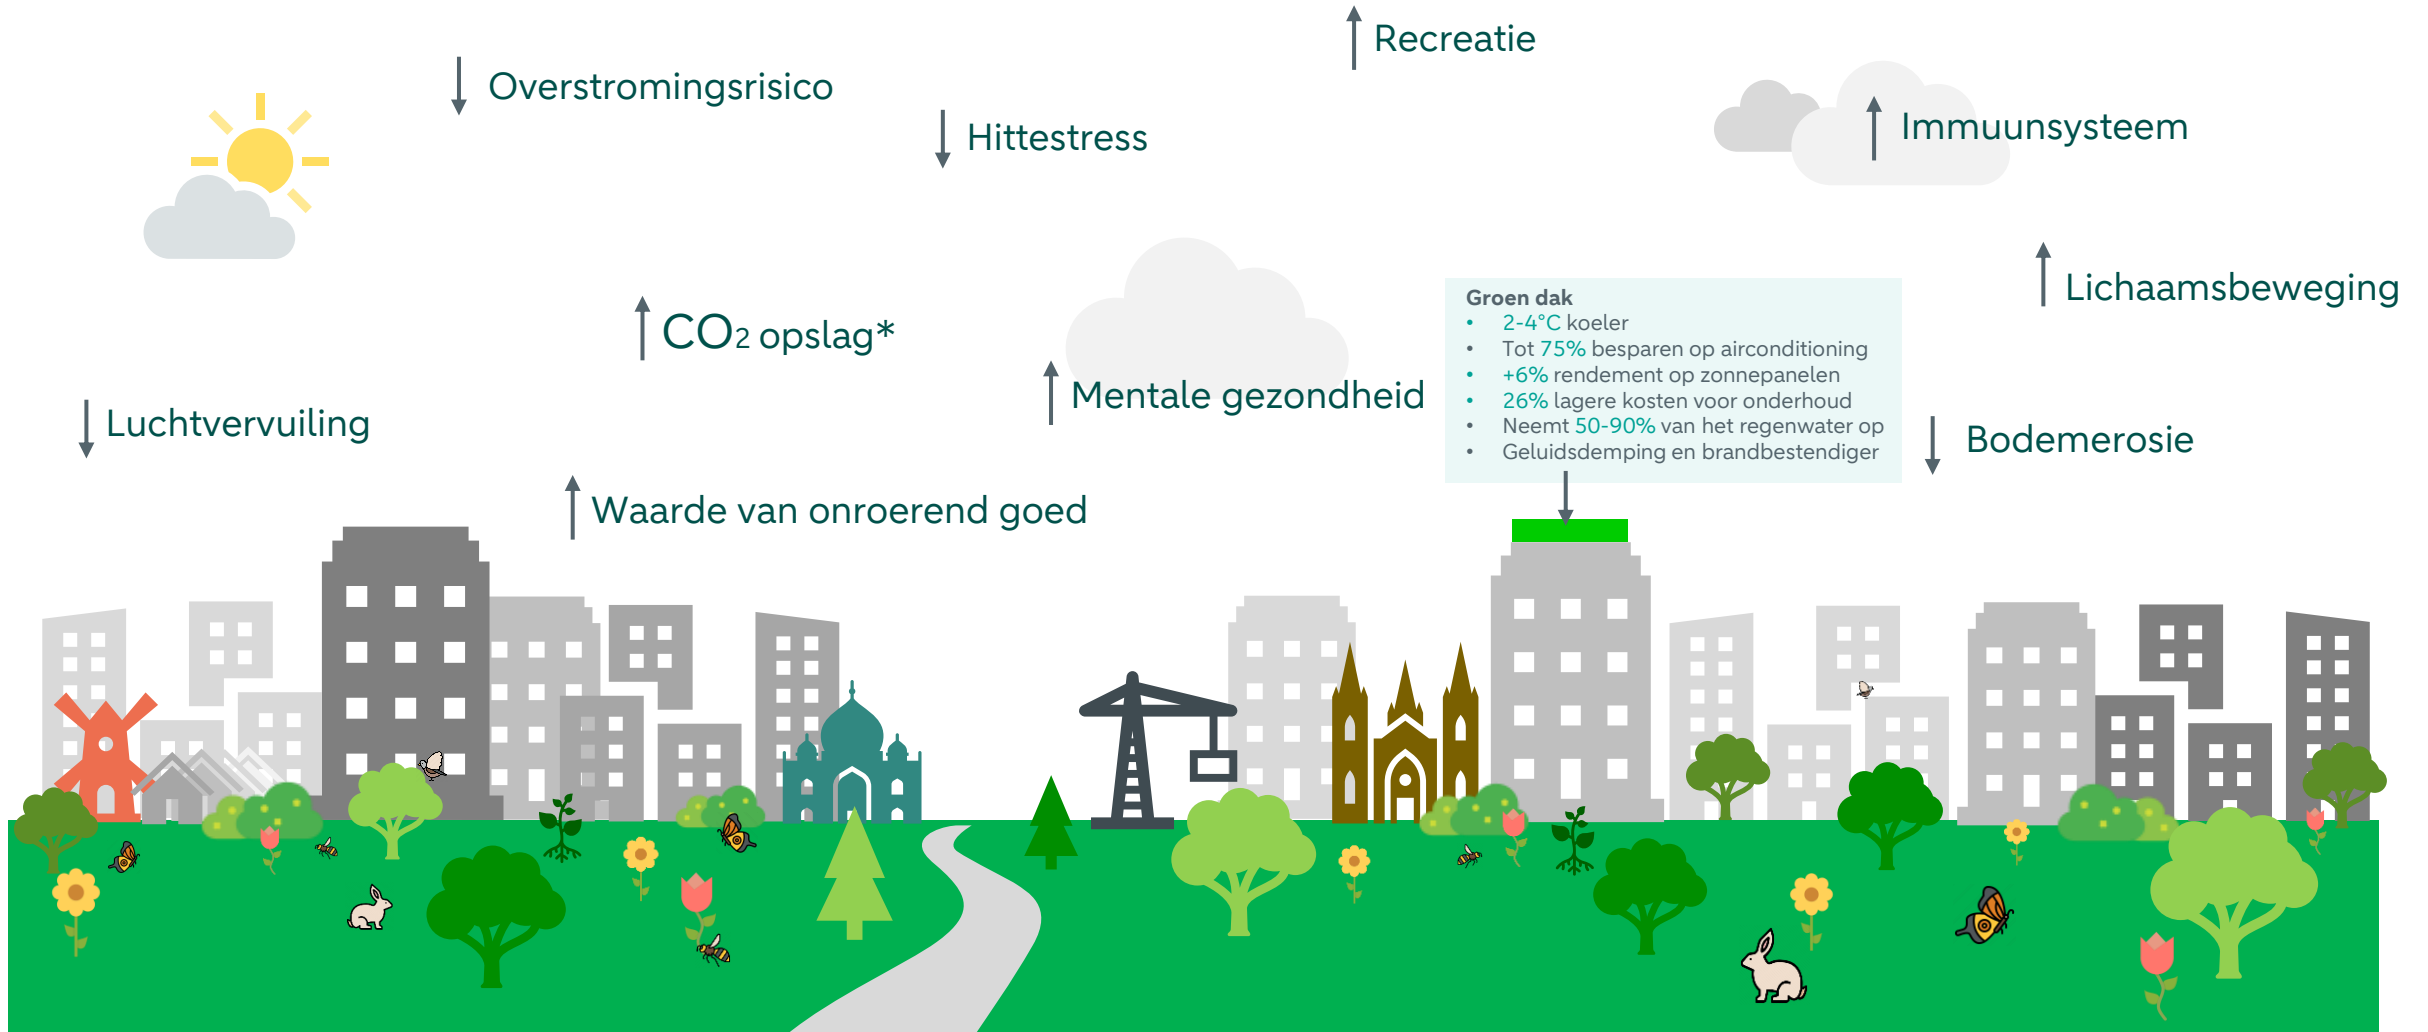 Recreatie
Overstromingsrisico
Hittestress
Immuunsysteem
Lichaamsbeweging
CO2 opslag*
Mentale gezondheid
Luchtvervuiling
Waarde van onroerend goed
Groen dak
• 2-4°C koeler
• Tot 75% besparen op airconditioning
• +6% rendement op zonnepanelen
• 26% lagere kosten voor onderhoud
• Neemt 50-90% van het regenwater op
• Geluidsdemping en brandbestendiger
Bodemerosie